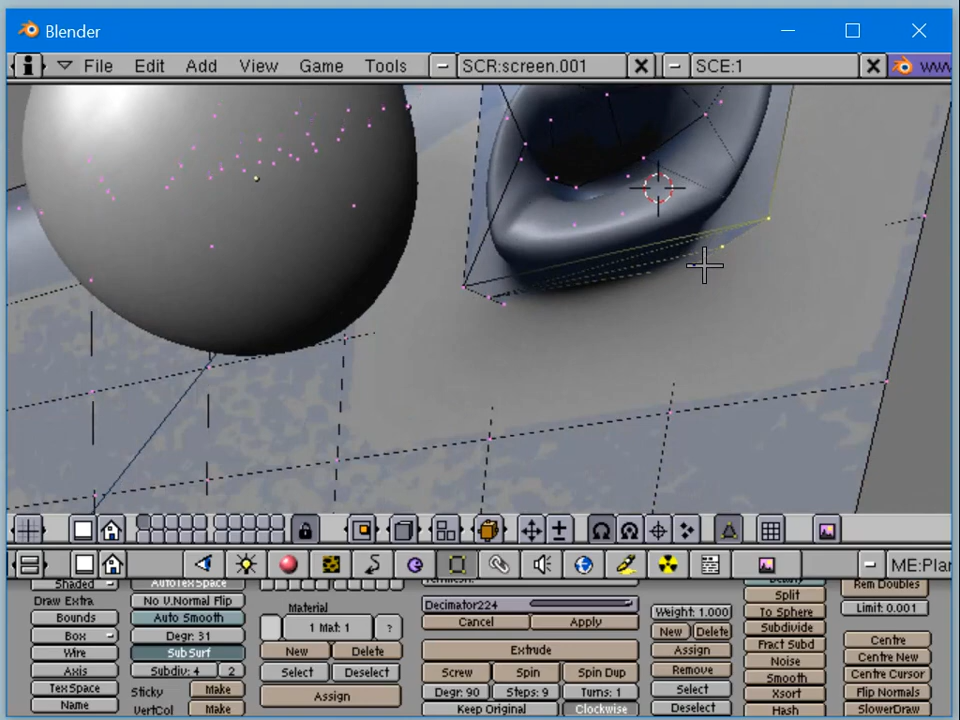 Blender
File Edit Add View Game Tools SCR:screen.001 SCE:1 www
ME:Plan
Shaded AutoTexSpace
Draw Extra No V.Normal Flip Material Decimator224 Weight: 1.000 Split Rem Doubles
Bounds Auto Smooth 1 Mat: 1 ? Cancel Apply New Delete To Sphere Limit: 0.001
Box Degr: 31 New Delete Extrude Assign Subdivide Centre
Wire SubSurf Select Deselect Screw Spin Spin Dup Remove Fract Subd Centre New
Axis Subdiv: 4 2 Assign Degr: 90 Steps: 9 Turns: 1 Select Noise Centre Cursor
TexSpace Sticky Make Keep Original Clockwise Deselect Smooth Flip Normals
Name VertCol Make Xsort SlowerDraw
Hash